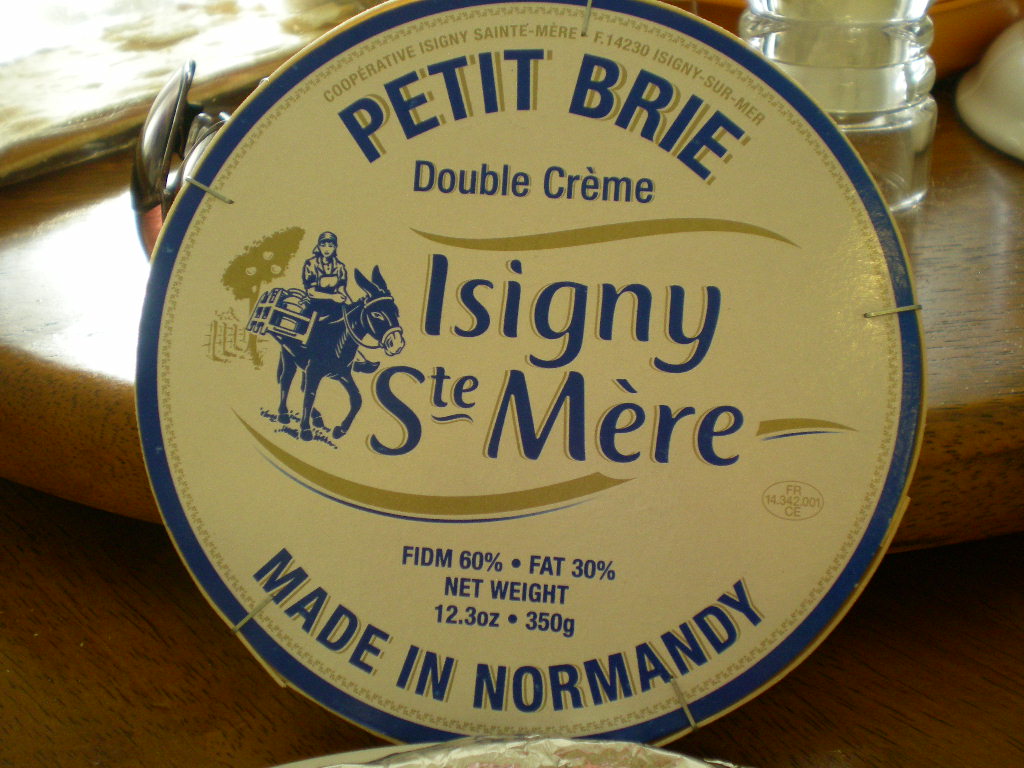 COOPÉRATIVE ISIGNY SAINTE-MÈRE - F.14230 ISIGNY-SUR-MER
PETIT BRIE
Double Crème
Isigny
Ste Mère
FR
14.342.001
CE
FIDM 60% • FAT 30%
NET WEIGHT
12.3oz • 350g
MADE IN NORMANDY